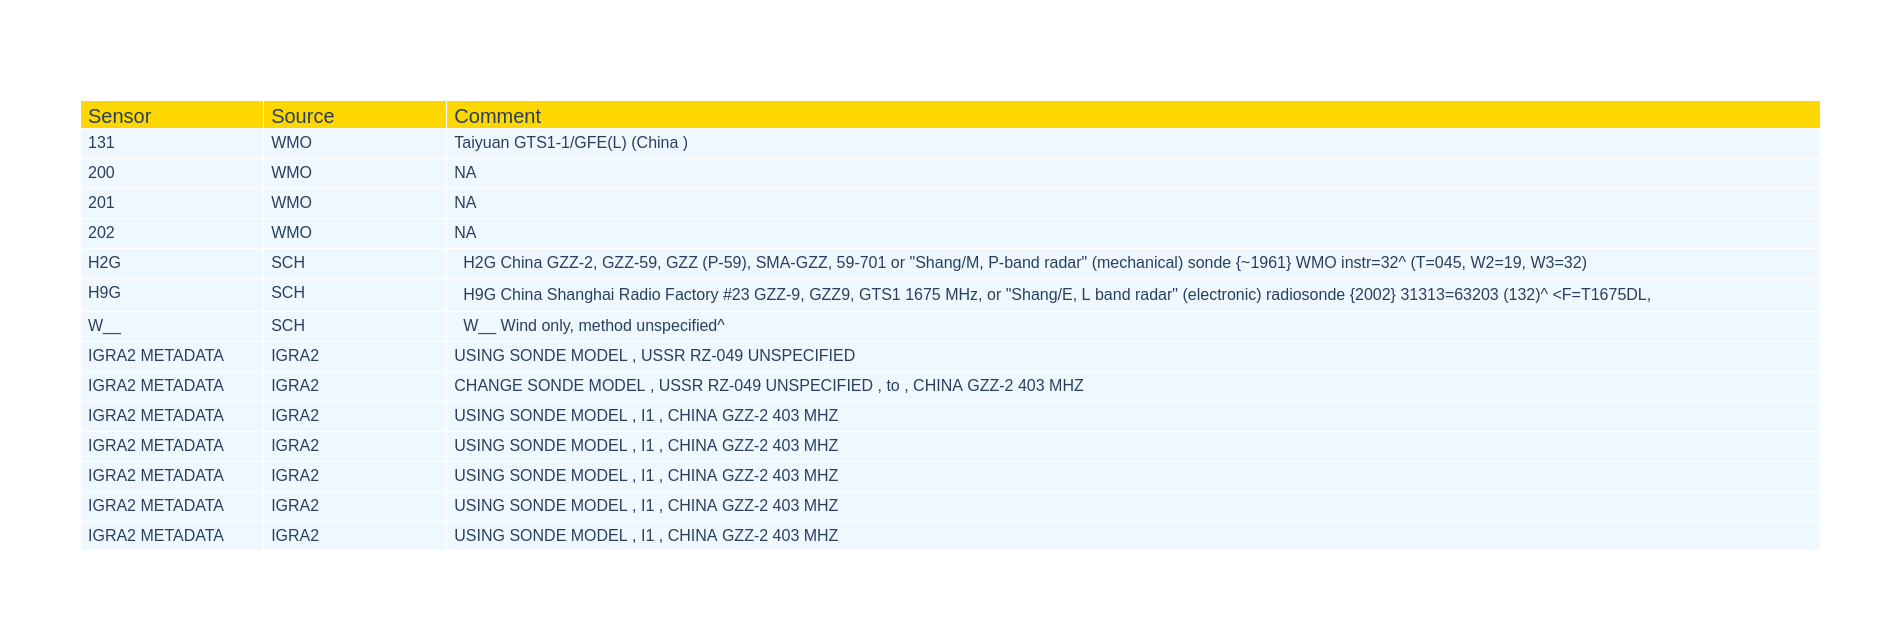 Sensor Source Comment
131 WMO Taiyuan GTS1-1/GFE(L) (China )
200 WMO NA
201 WMO NA
202 WMO NA
H2G SCH H2G China GZZ-2, GZZ-59, GZZ (P-59), SMA-GZZ, 59-701 or "Shang/M, P-band radar" (mechanical) sonde {~1961} WMO instr=32^ (T=045, W2=19, W3=32)
H9G SCH H9G China Shanghai Radio Factory #23 GZZ-9, GZZ9, GTS1 1675 MHz, or "Shang/E, L band radar" (electronic) radiosonde {2002} 31313=63203 (132)^ <F=T1675DL,
W__ SCH W__ Wind only, method unspecified^
IGRA2 METADATA IGRA2 USING SONDE MODEL , USSR RZ-049 UNSPECIFIED
IGRA2 METADATA IGRA2 CHANGE SONDE MODEL , USSR RZ-049 UNSPECIFIED , to , CHINA GZZ-2 403 MHZ
IGRA2 METADATA IGRA2 USING SONDE MODEL , I1 , CHINA GZZ-2 403 MHZ
IGRA2 METADATA IGRA2 USING SONDE MODEL , I1 , CHINA GZZ-2 403 MHZ
IGRA2 METADATA IGRA2 USING SONDE MODEL , I1 , CHINA GZZ-2 403 MHZ
IGRA2 METADATA IGRA2 USING SONDE MODEL , I1 , CHINA GZZ-2 403 MHZ
IGRA2 METADATA IGRA2 USING SONDE MODEL , I1 , CHINA GZZ-2 403 MHZ